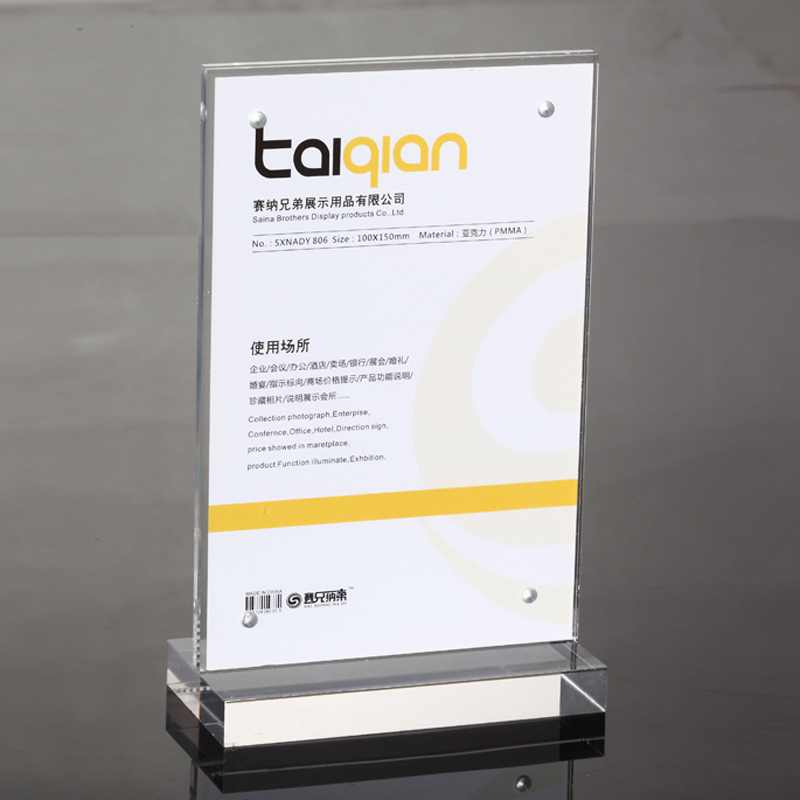 taiqian
赛纳兄弟展示用品有限公司
Saina Brothers Display products Co.,Ltd
No. : SXNADY 806 Size : 100X150mm Material : 亚克力 ( PMMA )
使用场所
企业/会议/办公/酒店/卖场/银行/展会/婚礼/
婚宴/指示标向/商场价格提示/产品功能说明/
珍藏相片/说明展示会所......
Collection photograph,Enterpise,
Confernce,Office,Hotel,Direction sign,
price showed in maretplace,
product Function illuminate,Exhbition.
MADE IN CHINA
赛兄纳弟